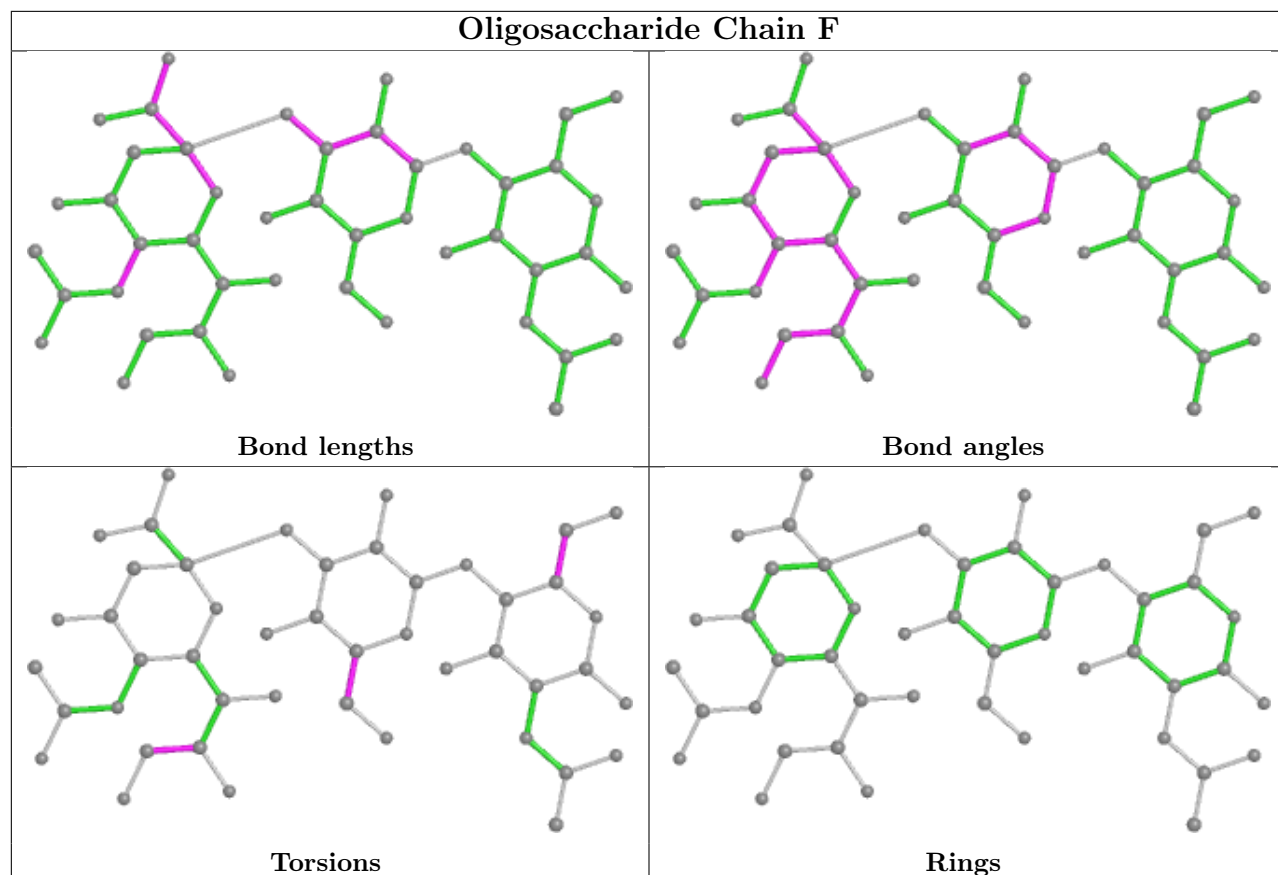 Oligosaccharide Chain F
Bond lengths
Bond angles
Torsions
Rings